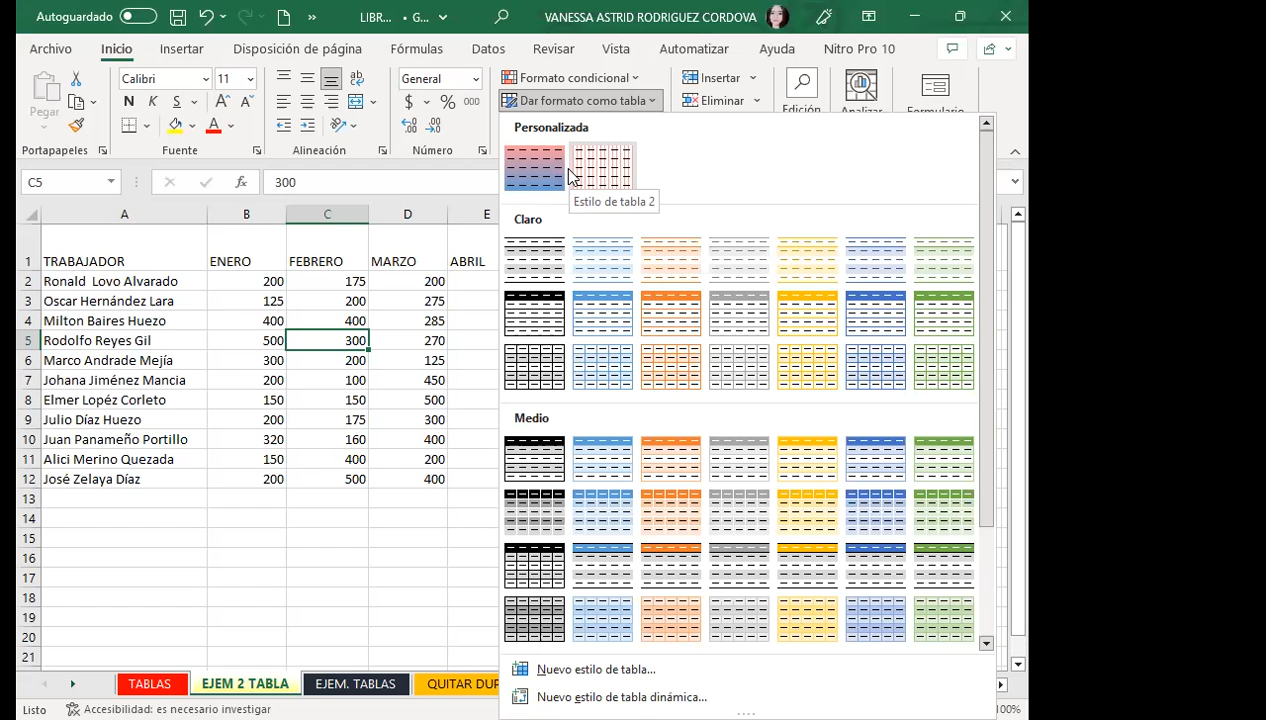 Autoguardado LIBR... • G... VANESSA ASTRID RODRIGUEZ CORDOVA
Archivo Inicio Insertar Disposición de página Fórmulas Datos Revisar Vista Automatizar Ayuda Nitro Pro 10
Pegar Calibri 11 General Formato condicional Insertar
N K S A A A $ % 000 Dar formato como tabla Eliminar Edición Analizar Formulario
Portapapeles Fuente Alineación Número
C5 fx 300
A B C D E
1 TRABAJADOR ENERO FEBRERO MARZO ABRIL
2 Ronald Lovo Alvarado 200 175 200
3 Oscar Hernández Lara 125 200 275
4 Milton Baires Huezo 400 400 285
5 Rodolfo Reyes Gil 500 300 270
6 Marco Andrade Mejía 300 200 125
7 Johana Jiménez Mancia 200 100 450
8 Elmer Lopéz Corleto 150 150 500
9 Julio Díaz Huezo 200 175 300
10 Juan Panameño Portillo 320 160 400
11 Alici Merino Quezada 150 400 200
12 José Zelaya Díaz 200 500 400
13
14
15
16
17
18
19
20
21
Personalizada
Estilo de tabla 2
Claro
Medio
Nuevo estilo de tabla...
Nuevo estilo de tabla dinámica...
TABLAS EJEM 2 TABLA EJEM. TABLAS QUITAR DUP
Listo Accesibilidad: es necesario investigar 100%